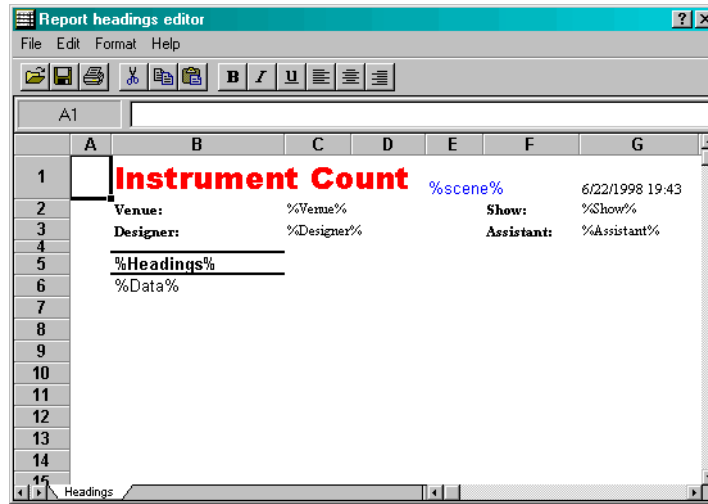 Report headings editor
File Edit Format Help
B I U
A1
A B C D E F G
1 Instrument Count %scene% 6/22/1998 19:43
2 Venue: %Venue% Show: %Show%
3 Designer: %Designer% Assistant: %Assistant%
4
5 %Headings%
6 %Data%
7
8
9
10
11
12
13
14
15
Headings